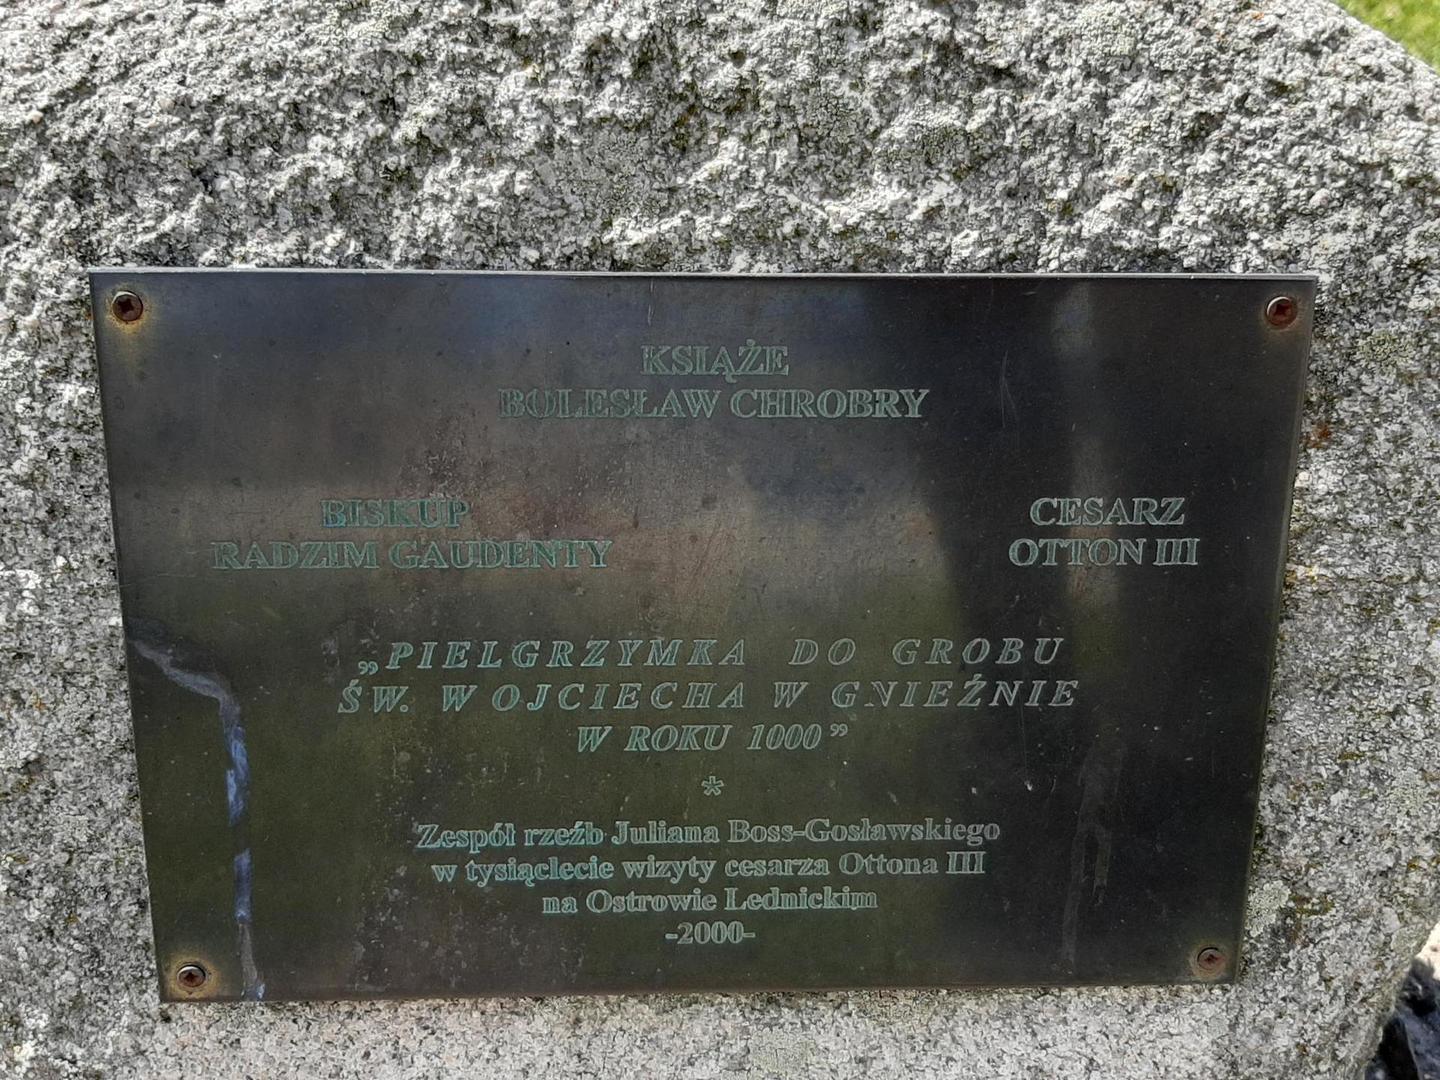 KSIĄŻE
BOLESŁAW CHROBRY
BISKUP
RADZIM GAUDENTY
CESARZ
OTTON III
„PIELGRZYMKA DO GROBU
ŚW. WOJCIECHA W GNIEŹNIE
W ROKU 1000”
*
Zespół rzeźb Juliana Boss-Gosławskiego
w tysiąclecie wizyty cesarza Ottona III
na Ostrowie Lednickim
-2000-